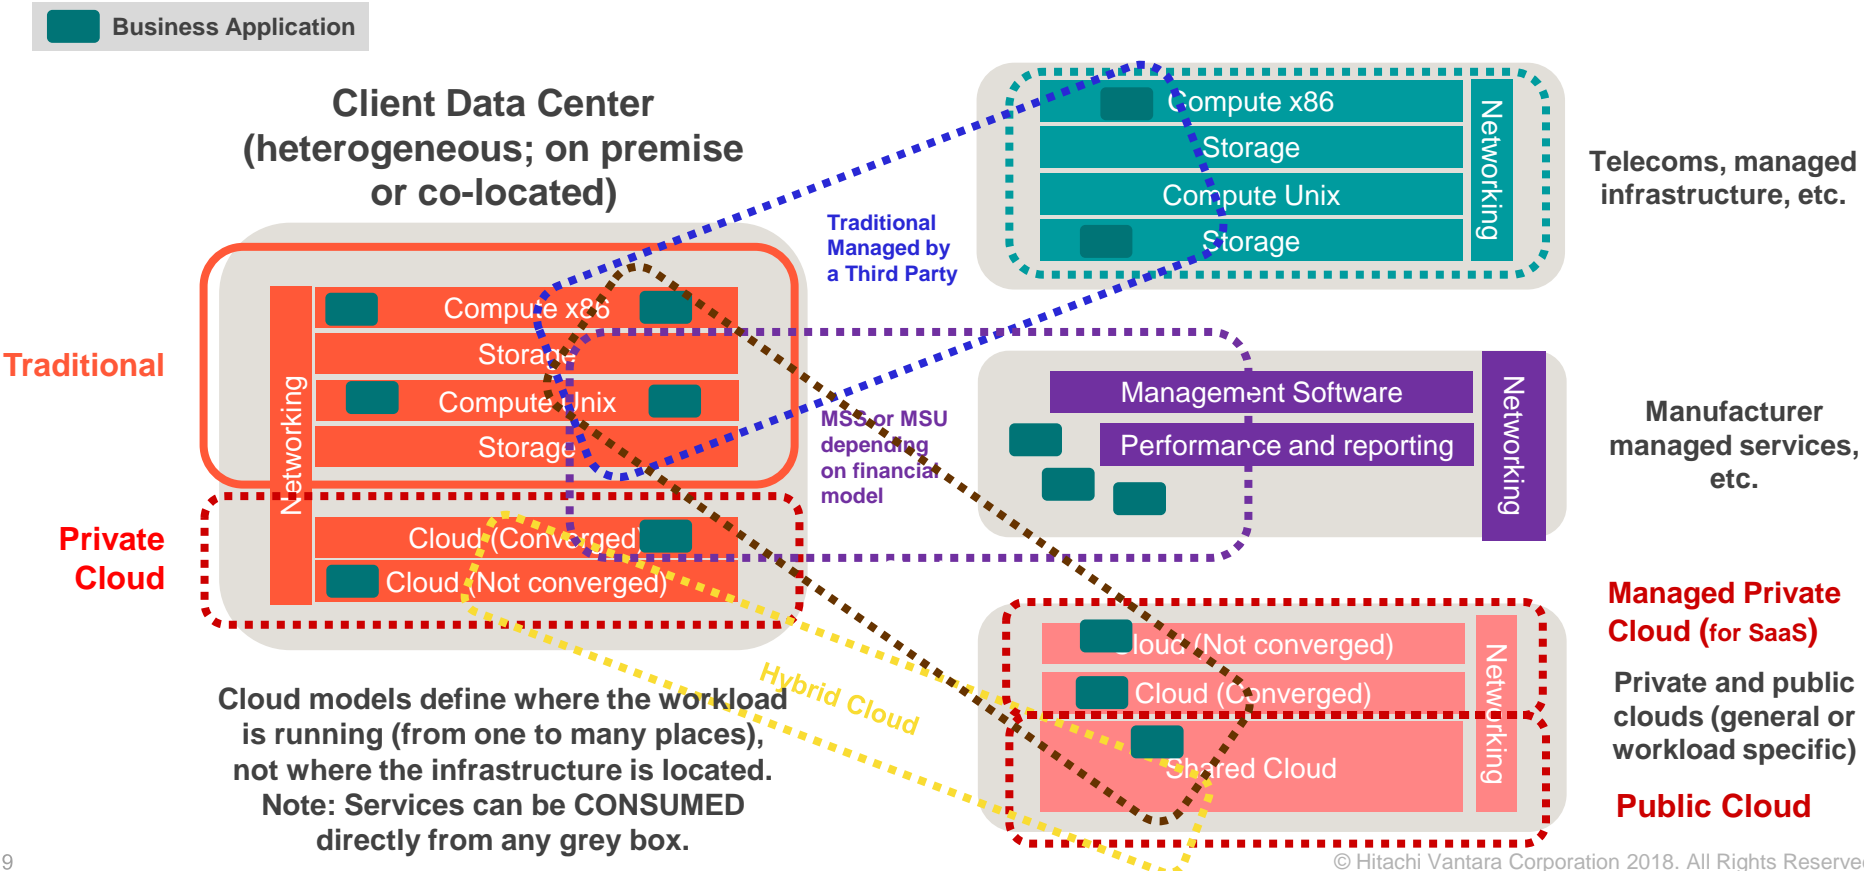 Business Application
Client Data Center
(heterogeneous; on premise
or co-located)
Traditional
Networking
Compute x86
Storage
Compute Unix
Storage
Private
Cloud
Cloud (Converged)
Cloud (Not converged)
Cloud models define where the workload
is running (from one to many places),
not where the infrastructure is located.
Note: Services can be CONSUMED
directly from any grey box.
Traditional
Managed by
a Third Party
MSS or MSU
depending
on financial
model
Hybrid Cloud
Compute x86
Storage
Compute Unix
Storage
Networking
Telecoms, managed
infrastructure, etc.
Management Software
Performance and reporting
Networking
Manufacturer
managed services,
etc.
Cloud (Not converged)
Cloud (Converged)
Shared Cloud
Networking
Managed Private
Cloud (for SaaS)
Private and public
clouds (general or
workload specific)
Public Cloud
9
© Hitachi Vantara Corporation 2018. All Rights Reserved